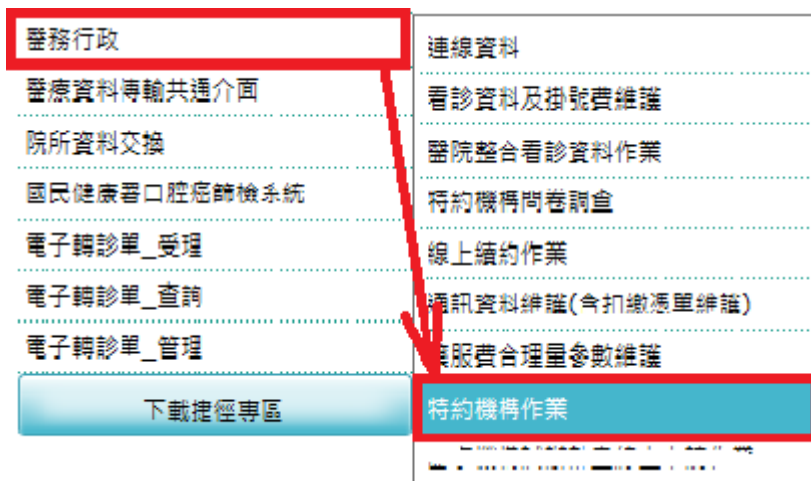 醫務行政
醫療資料傳輸共通介面
院所資料交換
國民健康署口腔癌篩檢系統
電子轉診單_受理
電子轉診單_查詢
電子轉診單_管理
下載捷徑專區
連線資料
看診資料及掛號費維護
醫院整合看診資料作業
特約機構問卷調查
線上續約作業
通訊資料維護(含扣繳憑單維護)
服費合理量參數維護
特約機構作業